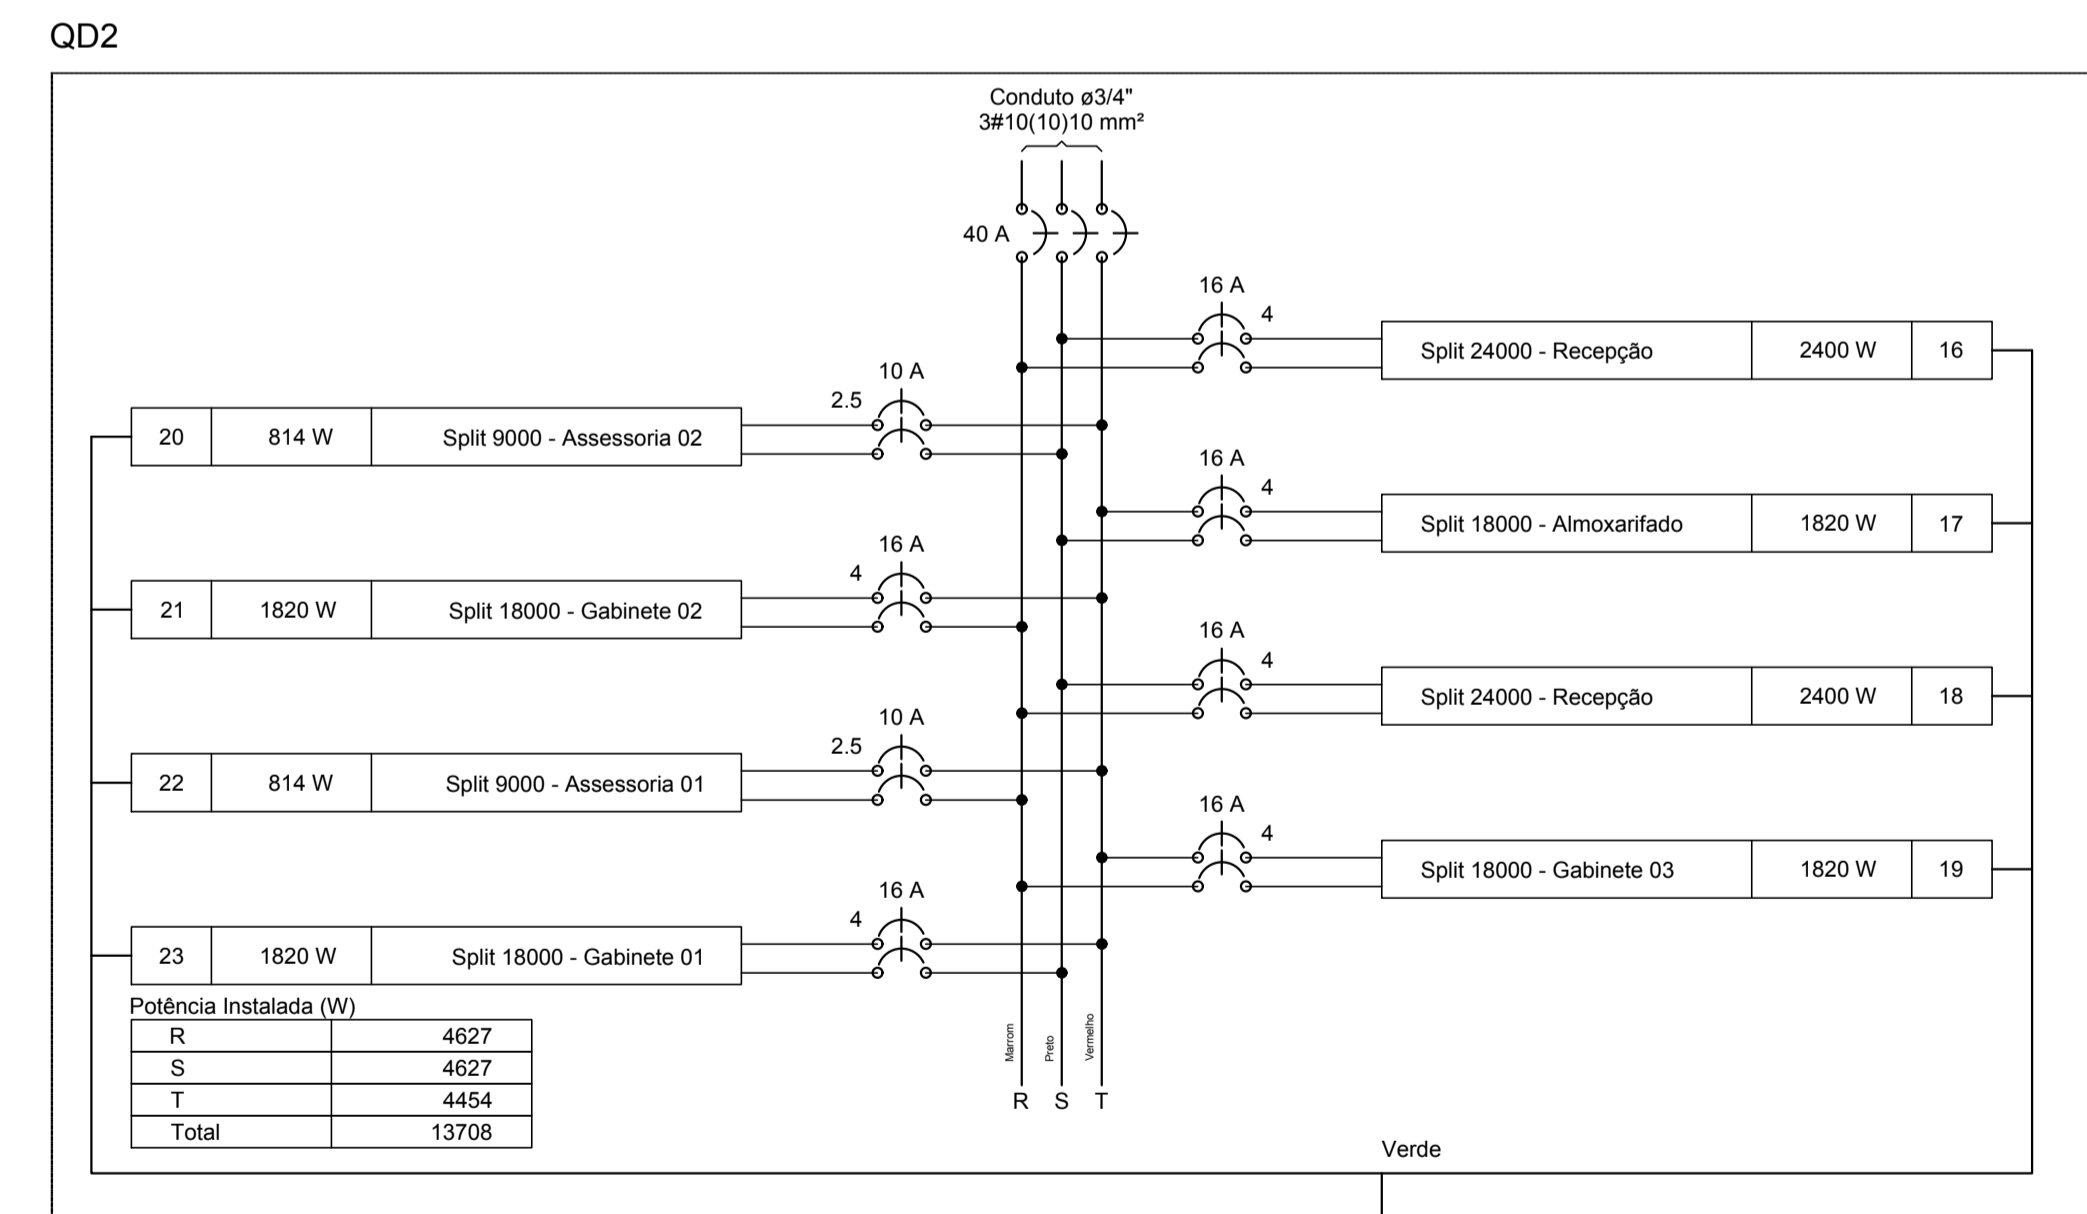 QD2
Conduto ø3/4"
3#10(10)10 mm²
40 A
16 A
4
Split 24000 - Recepção 2400 W 16
10 A
2.5
20 814 W Split 9000 - Assessoria 02
16 A
4
Split 18000 - Almoxarifado 1820 W 17
16 A
4
21 1820 W Split 18000 - Gabinete 02
16 A
4
Split 24000 - Recepção 2400 W 18
10 A
2.5
22 814 W Split 9000 - Assessoria 01
16 A
4
Split 18000 - Gabinete 03 1820 W 19
16 A
4
23 1820 W Split 18000 - Gabinete 01
Potência Instalada (W)
R 4627
S 4627
T 4454
Total 13708
Marrom
Preto
Vermelho
R S T
Verde